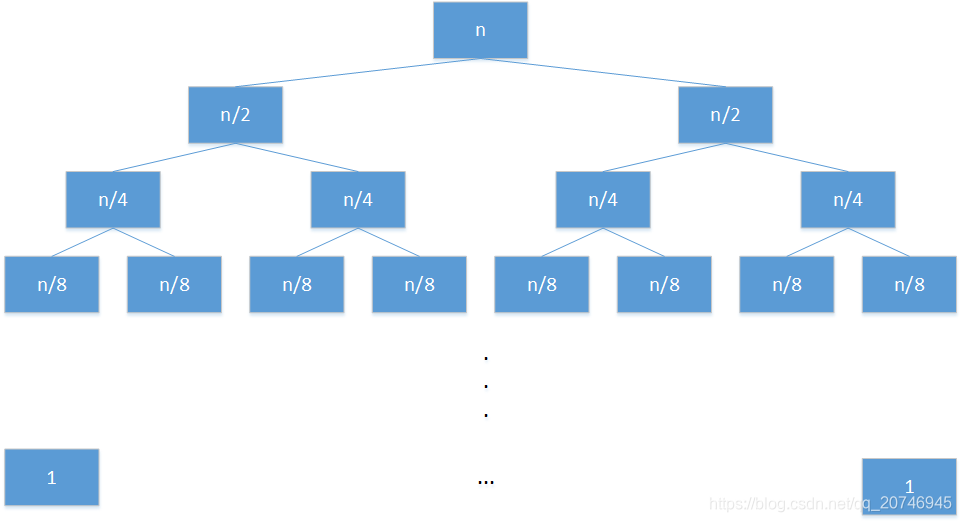 n
n/2 n/2
n/4 n/4 n/4 n/4
n/8 n/8 n/8 n/8 n/8 n/8 n/8 n/8
.
.
.
1 ... 1
https://blog.csdn.net/qq_20746945